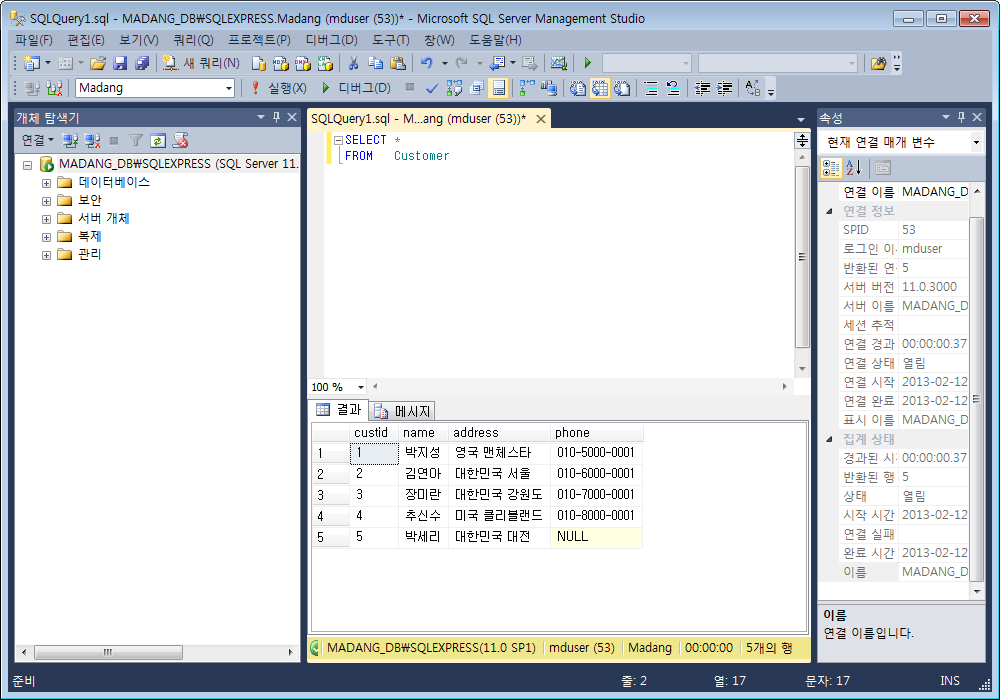 SQLQuery1.sql - MADANG_DB₩SQLEXPRESS.Madang (mduser (53))* - Microsoft SQL Server Management Studio
파일(F) 편집(E) 보기(V) 쿼리(Q) 프로젝트(P) 디버그(D) 도구(T) 창(W) 도움말(H)
새 쿼리(N)
Madang 실행(X) 디버그(D)
개체 탐색기
연결
MADANG_DB₩SQLEXPRESS (SQL Server 11.
데이터베이스
보안
서버 개체
복제
관리
SQLQuery1.sql - M...ang (mduser (53))*
SELECT *
FROM Customer
100 %
결과 메시지
custid name address phone
1 1 박지성 영국 맨체스타 010-5000-0001
2 2 김연아 대한민국 서울 010-6000-0001
3 3 장미란 대한민국 강원도 010-7000-0001
4 4 추신수 미국 클리블랜드 010-8000-0001
5 5 박세리 대한민국 대전 NULL
MADANG_DB₩SQLEXPRESS(11.0 SP1) mduser (53) Madang 00:00:00 5개의 행
속성
현재 연결 매개 변수
연결 이름 MADANG_D
연결 정보
SPID 53
로그인 이 mduser
반환된 연 5
서버 버전 11.0.3000
서버 이름 MADANG_D
세션 추적
연결 경과 00:00:00.37
연결 상태 열림
연결 시작 2013-02-12
연결 완료 2013-02-12
표시 이름 MADANG_D
집계 상태
경과된 시 00:00:00.37
반환된 행 5
상태 열림
시작 시간 2013-02-12
연결 실패
완료 시간 2013-02-12
이름 MADANG_D
이름
연결 이름입니다.
준비 줄: 2 열: 17 문자: 17 INS